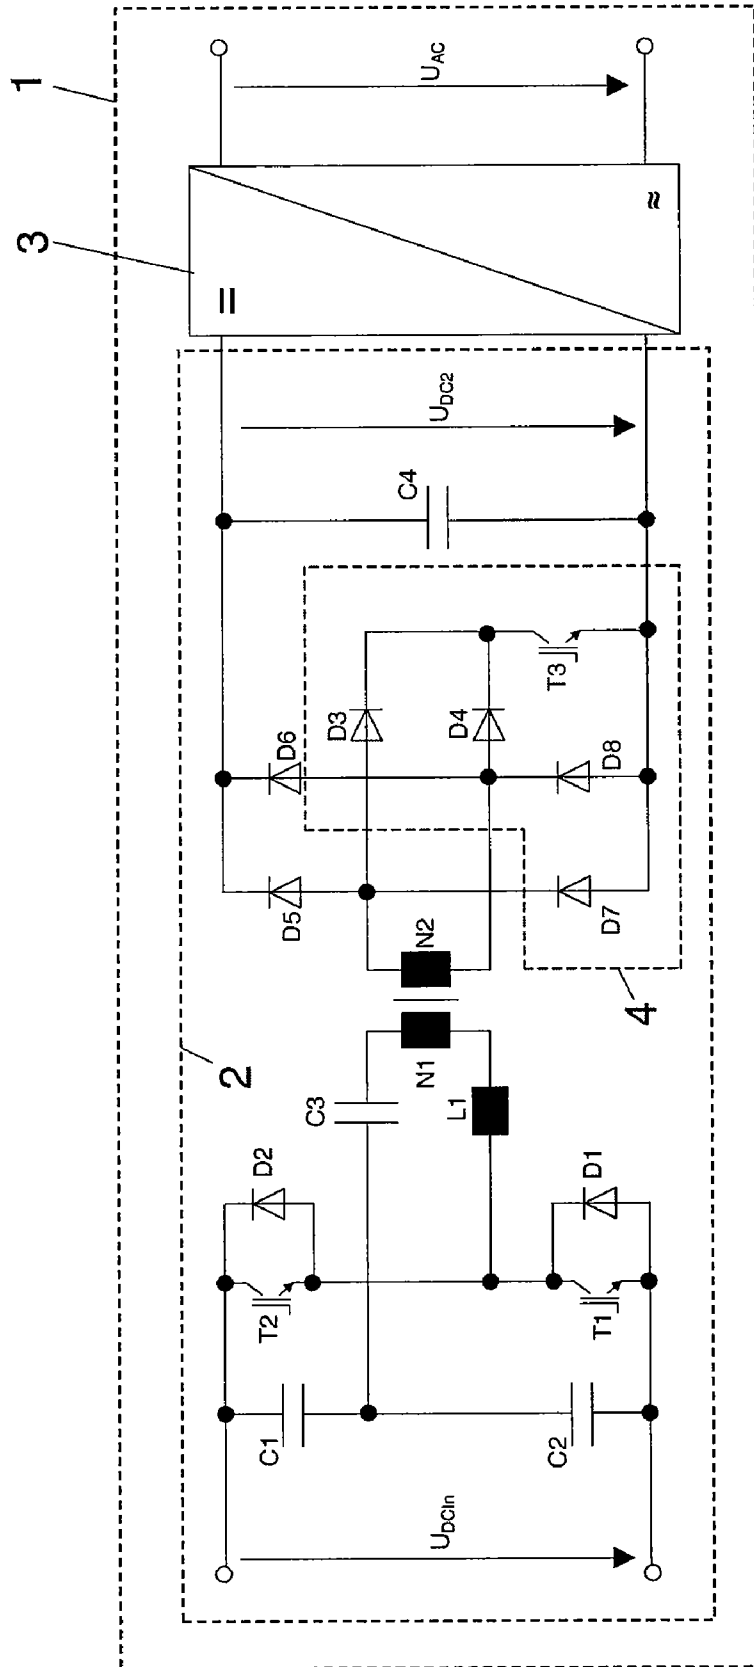 1
3
=
≈
U_AC
2
U_DC2
C4
D6
D5
D3
D4
T3
D8
D7
4
N2
N1
C3
L1
D2
T2
D1
T1
C1
C2
U_DCIn